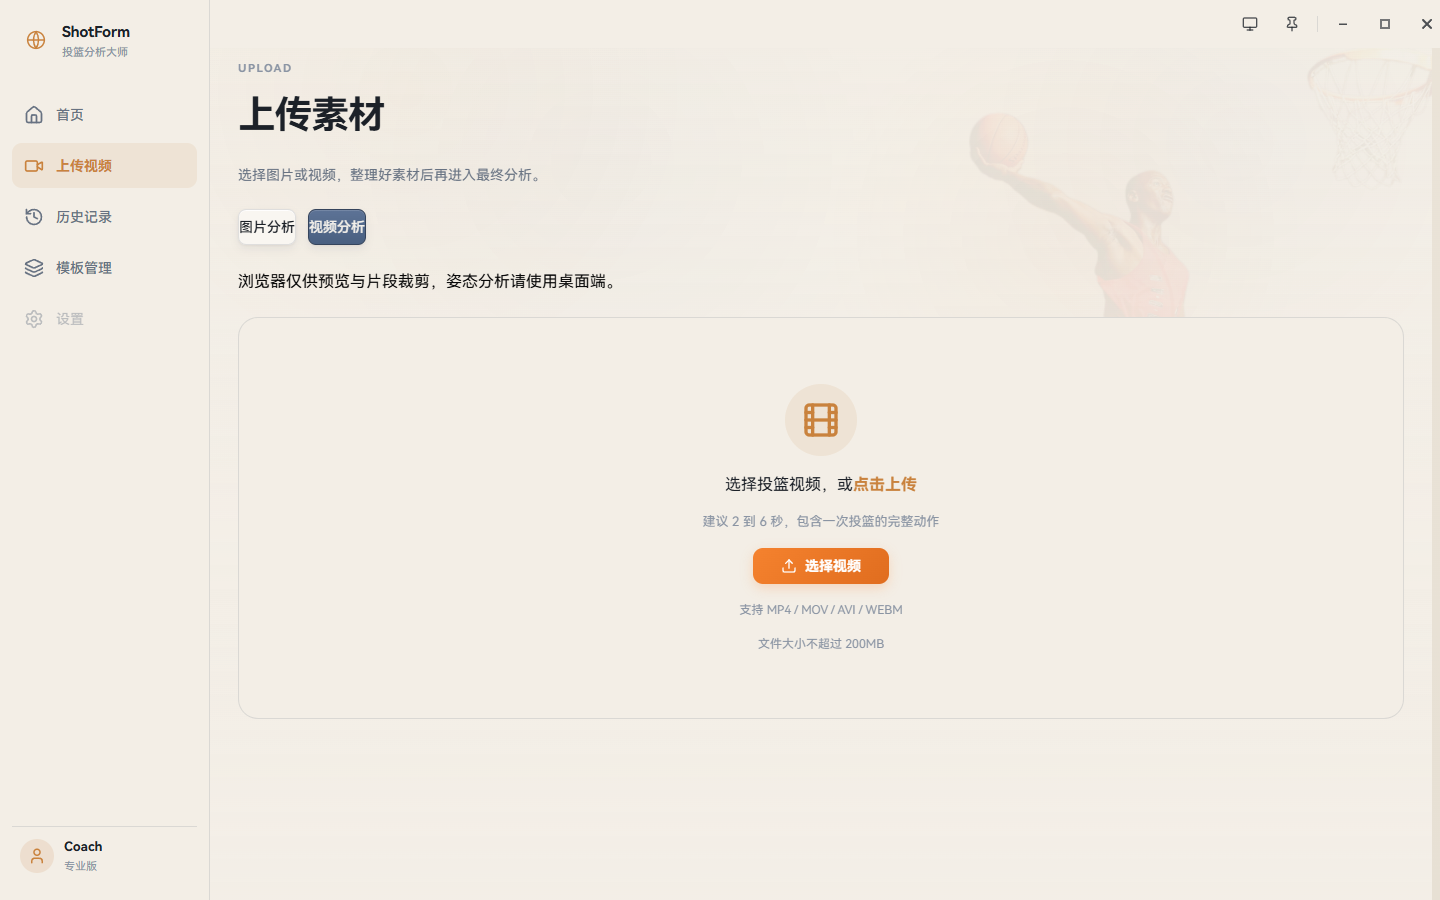 ShotForm
投篮分析大师
首页
上传视频
历史记录
模板管理
设置
Coach
专业版
UPLOAD
上传素材
选择图片或视频，整理好素材后再进入最终分析。
图片分析
视频分析
浏览器仅供预览与片段裁剪，姿态分析请使用桌面端。
选择投篮视频，或点击上传
建议 2 到 6 秒，包含一次投篮的完整动作
选择视频
支持 MP4 / MOV / AVI / WEBM
文件大小不超过 200MB